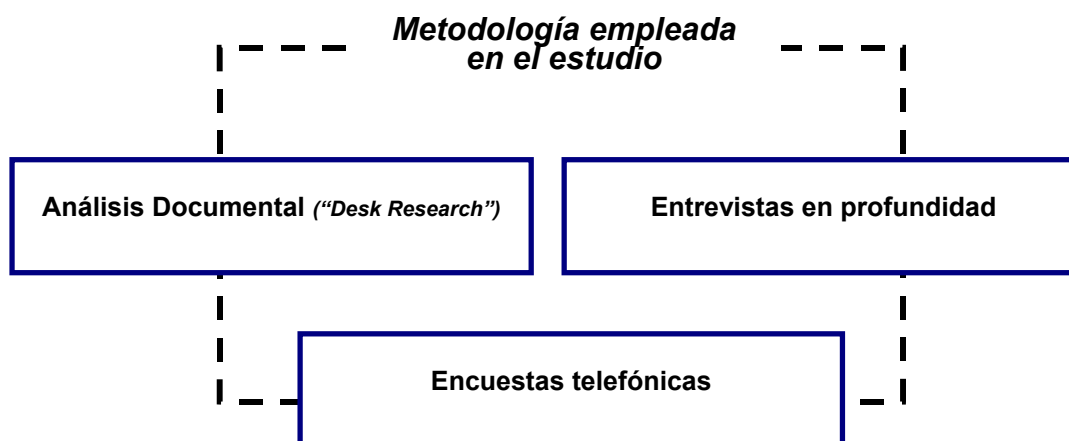 Metodología empleada
en el estudio
Análisis Documental (“Desk Research”)
Entrevistas en profundidad
Encuestas telefónicas